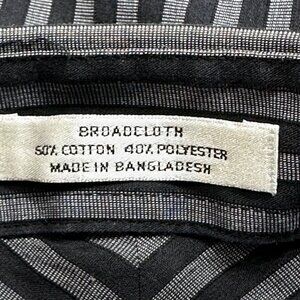 BROADCLOTH
60% COTTON 40% POLYESTER
MADE IN BANGLADESH